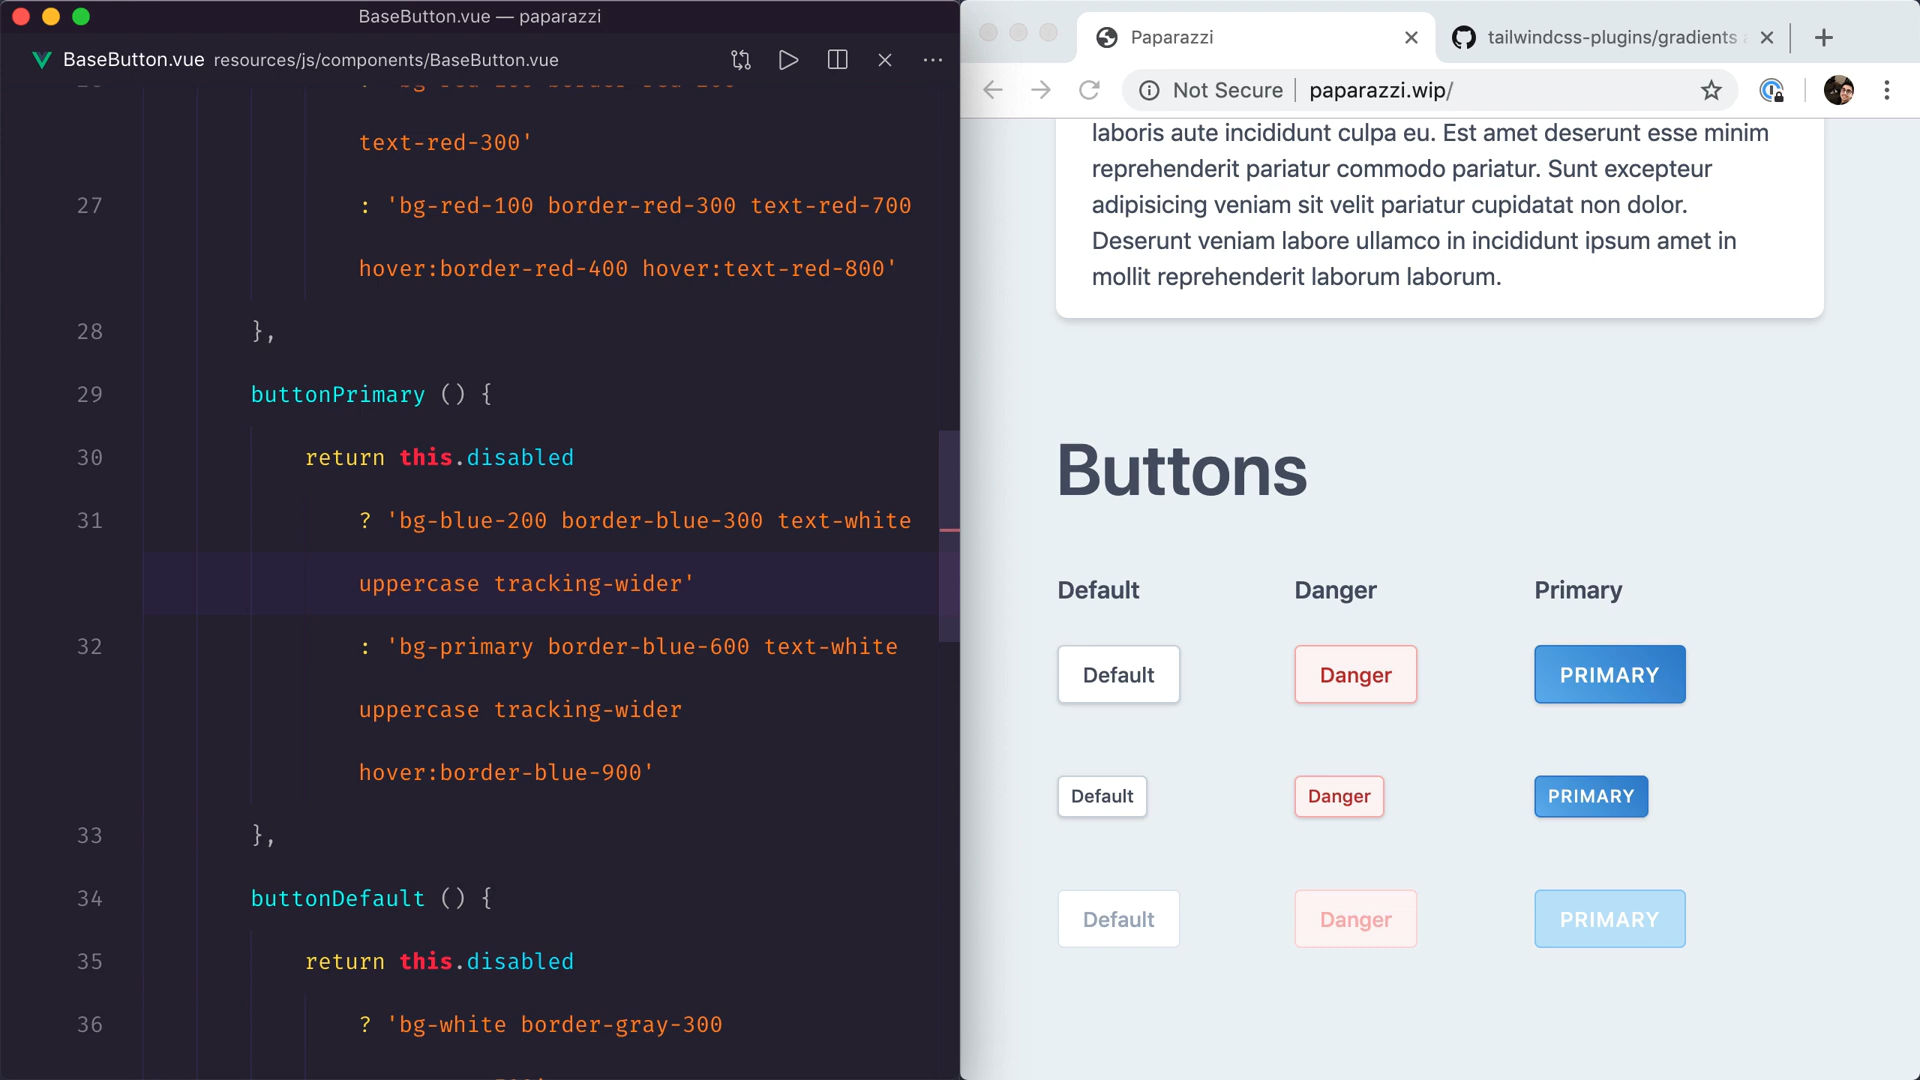 BaseButton.vue — paparazzi
BaseButton.vue resources/js/components/BaseButton.vue
text-red-300'
27 : 'bg-red-100 border-red-300 text-red-700
hover:border-red-400 hover:text-red-800'
28 },
29 buttonPrimary () {
30 return this.disabled
31 ? 'bg-blue-200 border-blue-300 text-white
uppercase tracking-wider'
32 : 'bg-primary border-blue-600 text-white
uppercase tracking-wider
hover:border-blue-900'
33 },
34 buttonDefault () {
35 return this.disabled
36 ? 'bg-white border-gray-300
Paparazzi
tailwindcss-plugins/gradients
Not Secure
paparazzi.wip/
laboris aute incididunt culpa eu. Est amet deserunt esse minim
reprehenderit pariatur commodo pariatur. Sunt excepteur
adipisicing veniam sit velit pariatur cupidatat non dolor.
Deserunt veniam labore ullamco in incididunt ipsum amet in
mollit reprehenderit laborum laborum.
Buttons
Default Danger Primary
Default Danger PRIMARY
Default Danger PRIMARY
Default Danger PRIMARY